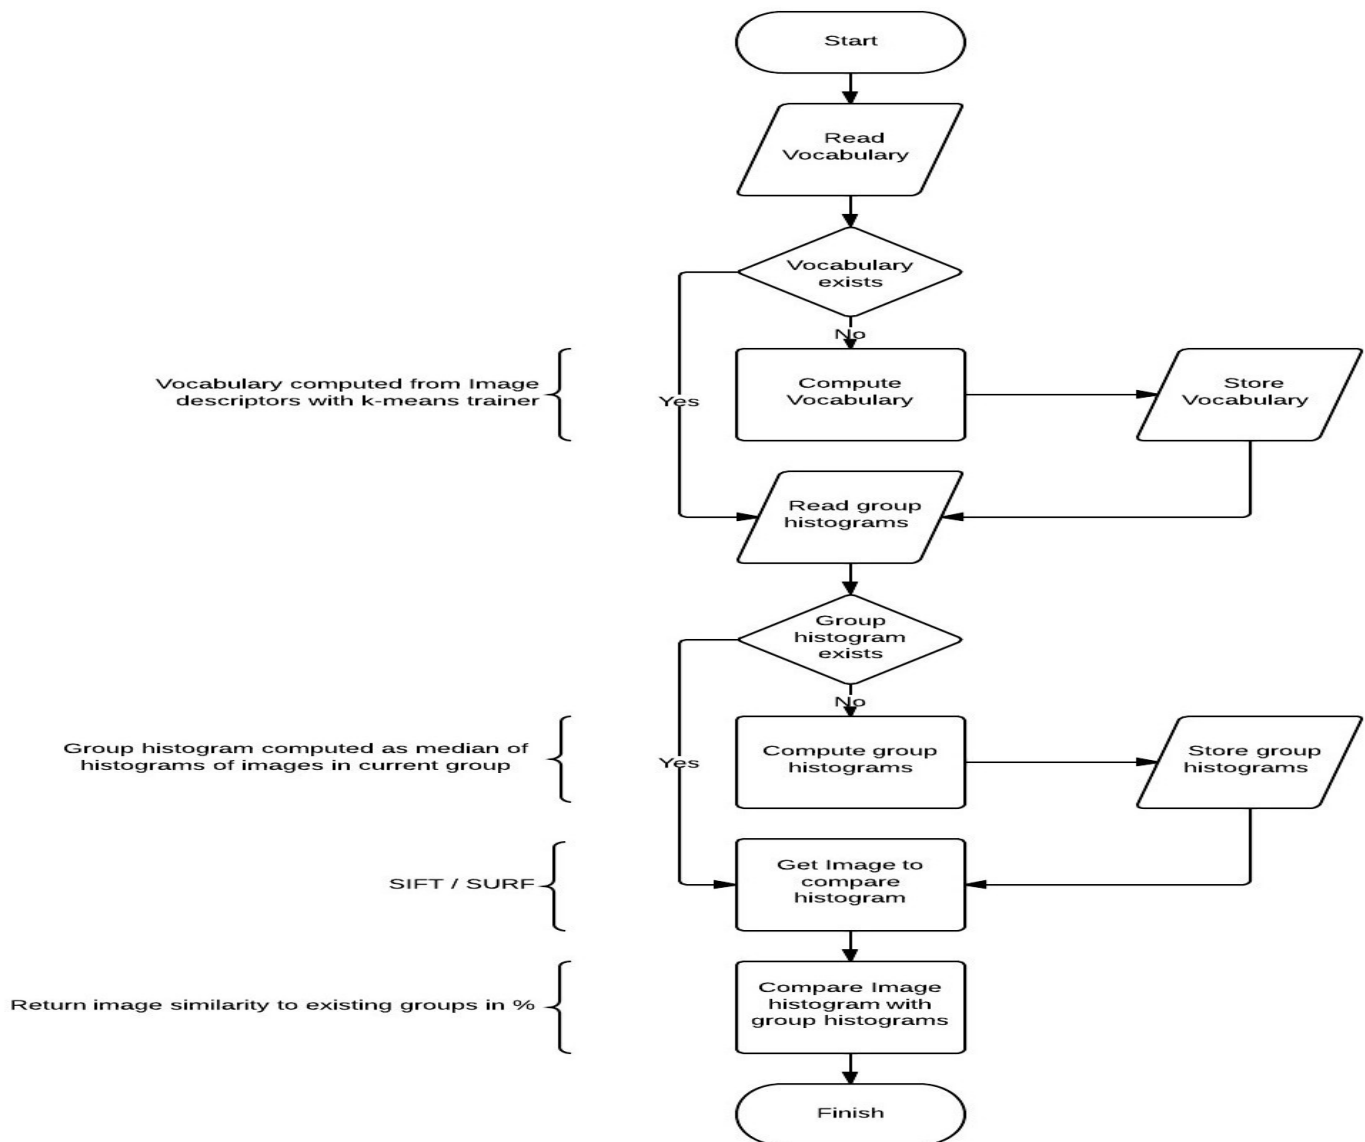 Start
Read
Vocabulary
Vocabulary
exists
No
Yes
Vocabulary computed from Image
descriptors with k-means trainer
Compute
Vocabulary
Store
Vocabulary
Read group
histograms
Group
histogram
exists
No
Yes
Group histogram computed as median of
histograms of images in current group
Compute group
histograms
Store group
histograms
SIFT / SURF
Get Image to
compare
histogram
Return image similarity to existing groups in %
Compare Image
histogram with
group histograms
Finish